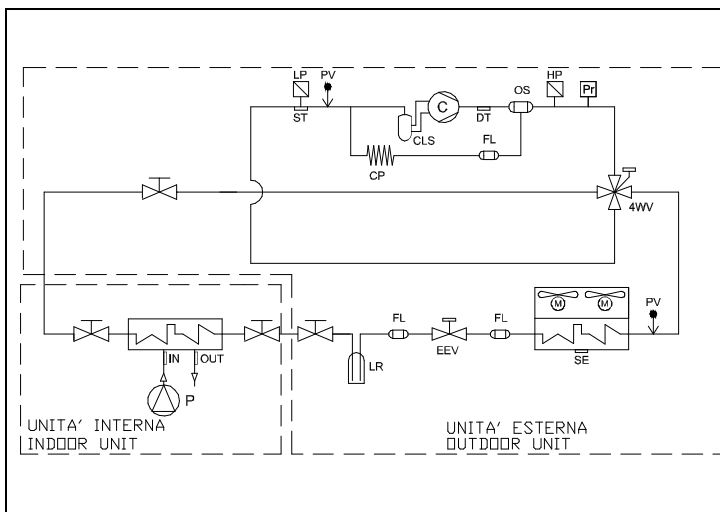 LP PV HP Pr
ST C DT OS
CLS FL
CP
4WV
M M PV
FL FL
IN OUT LR EEV SE
P
UNITA' INTERNA
INDOOR UNIT
UNITA' ESTERNA
OUTDOOR UNIT